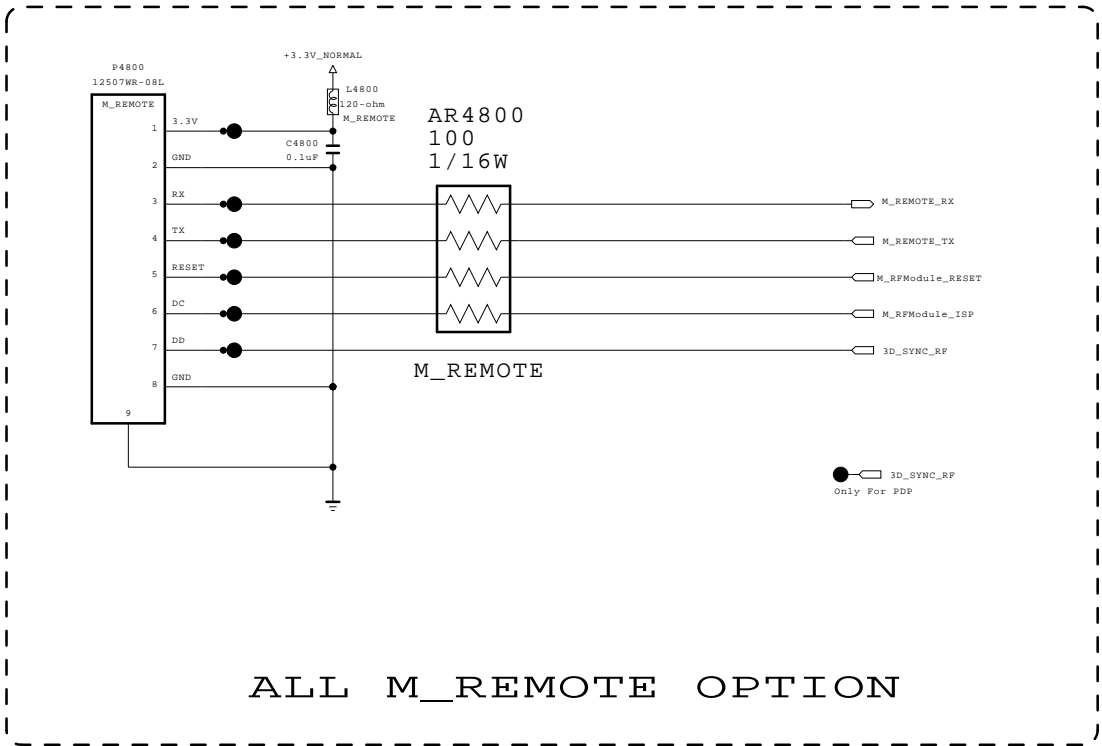 +3.3V_NORMAL
P4800
12507WR-08L
L4800
120-ohm
M_REMOTE
M_REMOTE
AR4800
100
1/16W
1
3.3V
C4800
0.1uF
2
GND
3
RX
M_REMOTE_RX
4
TX
M_REMOTE_TX
5
RESET
M_RFModule_RESET
6
DC
M_RFModule_ISP
7
DD
3D_SYNC_RF
M_REMOTE
8
GND
9
3D_SYNC_RF
Only For PDP
ALL M_REMOTE OPTION